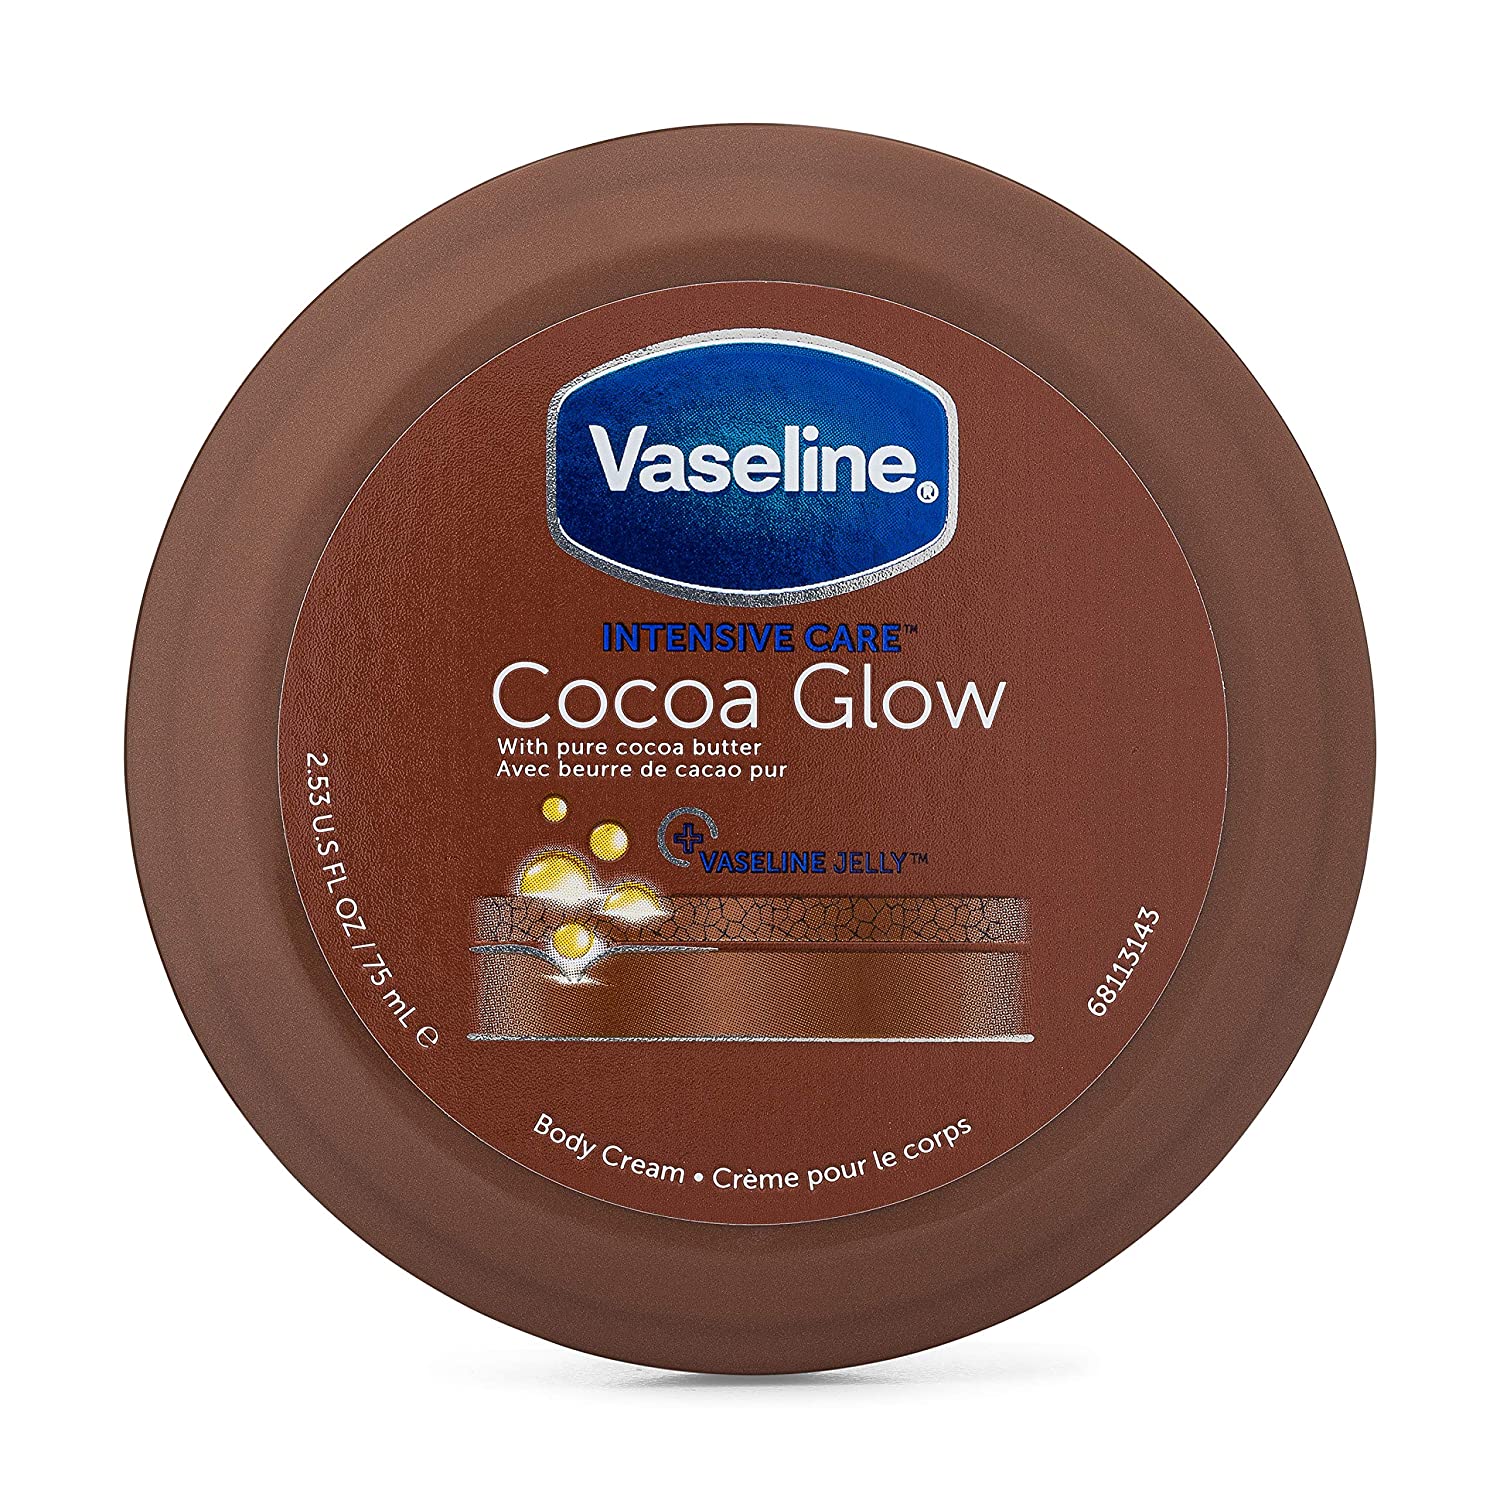 Vaseline®
INTENSIVE CARE™
Cocoa Glow
With pure cocoa butter
Avec beurre de cacao pur
VASELINE JELLY™
2.53 U.S FL OZ / 75 mL ℮
68113143
Body Cream • Crème pour le corps